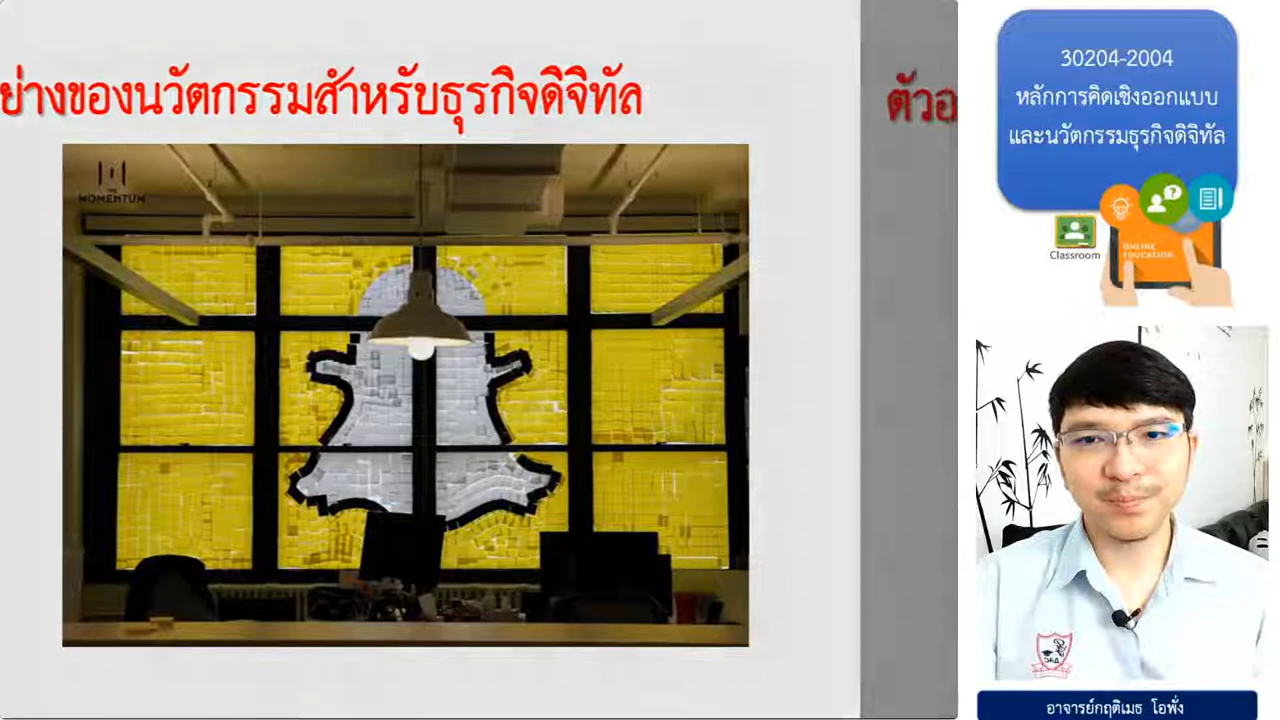 ย่างของนวัตกรรมสำหรับธุรกิจดิจิทัล
ตัวอ
THE
MOMENTUM
30204-2004
หลักการคิดเชิงออกแบบ
และนวัตกรรมธุรกิจดิจิทัล
ONLINE
EDUCATION
Classroom
อาจารย์กฤติเมธ โอพั่ง